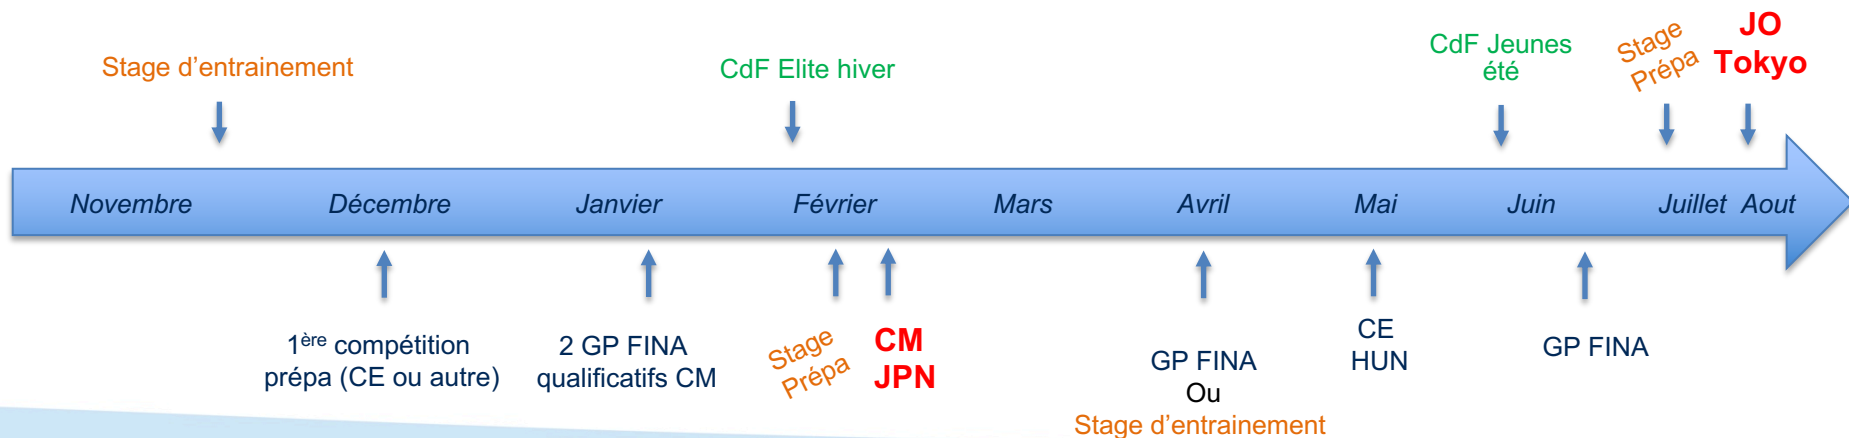 Stage d'entrainement
CdF Elite hiver
CdF Jeunes
été
Stage
Prépa
JO
Tokyo
Novembre Décembre Janvier Février Mars Avril Mai Juin Juillet Aout
1ère compétition
prépa (CE ou autre)
2 GP FINA
qualificatifs CM
Stage
Prépa
CM
JPN
GP FINA
Ou
Stage d'entrainement
CE
HUN
GP FINA